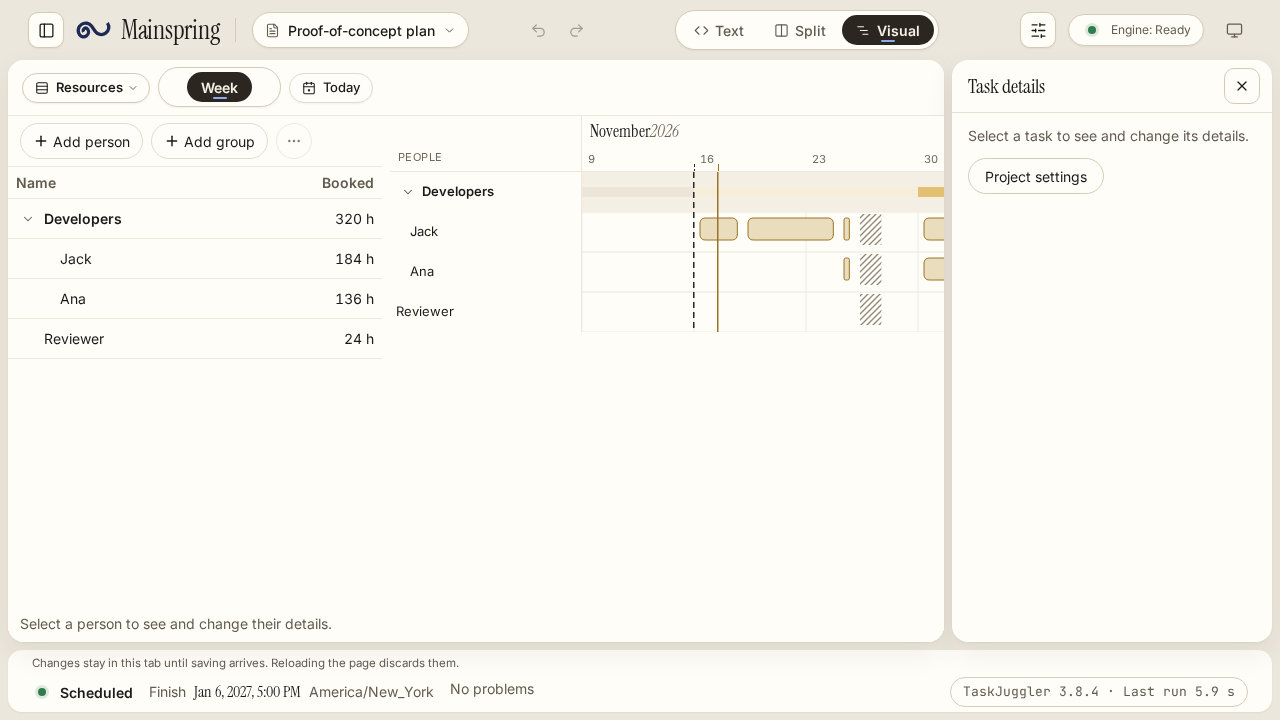 Mainspring
Proof-of-concept plan
Text
Split
Visual
Engine: Ready
Resources
Week
Today
Add person
Add group
Name
Booked
Developers
320 h
Jack
184 h
Ana
136 h
Reviewer
24 h
Select a person to see and change their details.
PEOPLE
November 2026
9
16
23
30
Developers
Jack
Ana
Reviewer
Task details
Select a task to see and change its details.
Project settings
Changes stay in this tab until saving arrives. Reloading the page discards them.
Scheduled
Finish Jan 6, 2027, 5:00 PM America/New_York
No problems
TaskJuggler 3.8.4 · Last run 5.9 s